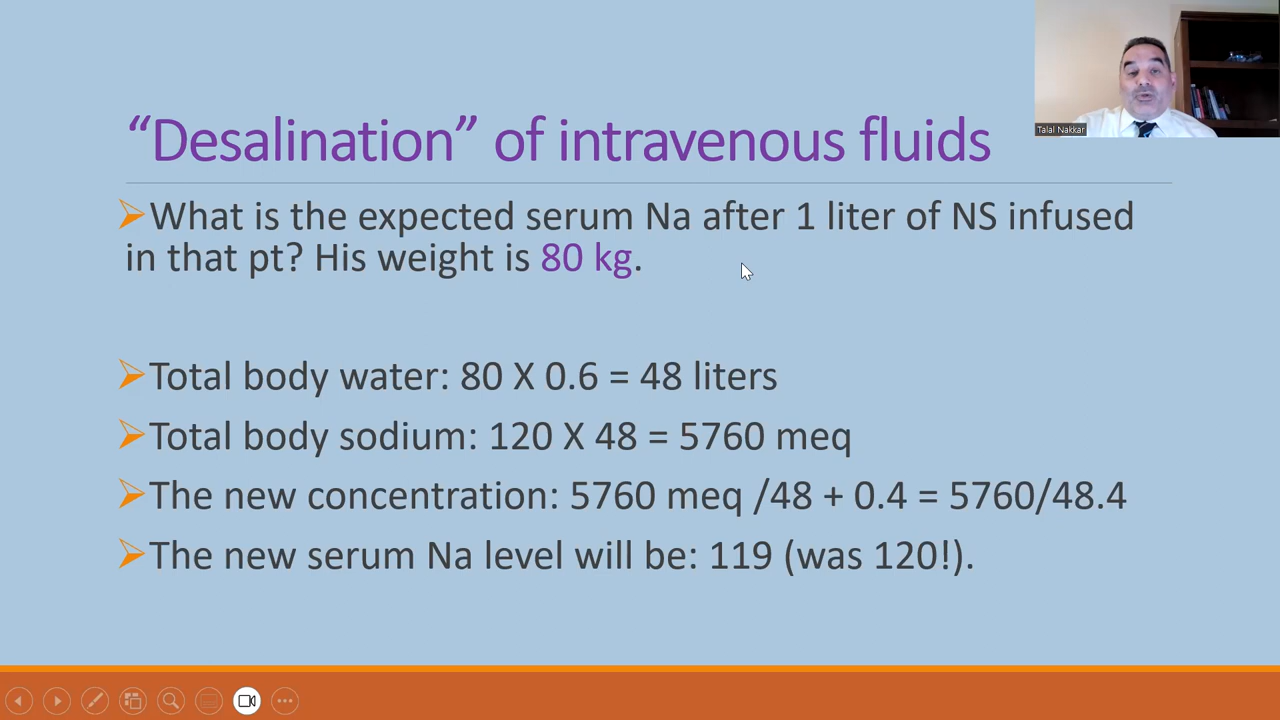 Talal Nakkar
“Desalination” of intravenous fluids
What is the expected serum Na after 1 liter of NS infused
in that pt? His weight is 80 kg.
Total body water: 80 X 0.6 = 48 liters
Total body sodium: 120 X 48 = 5760 meq
The new concentration: 5760 meq /48 + 0.4 = 5760/48.4
The new serum Na level will be: 119 (was 120!).